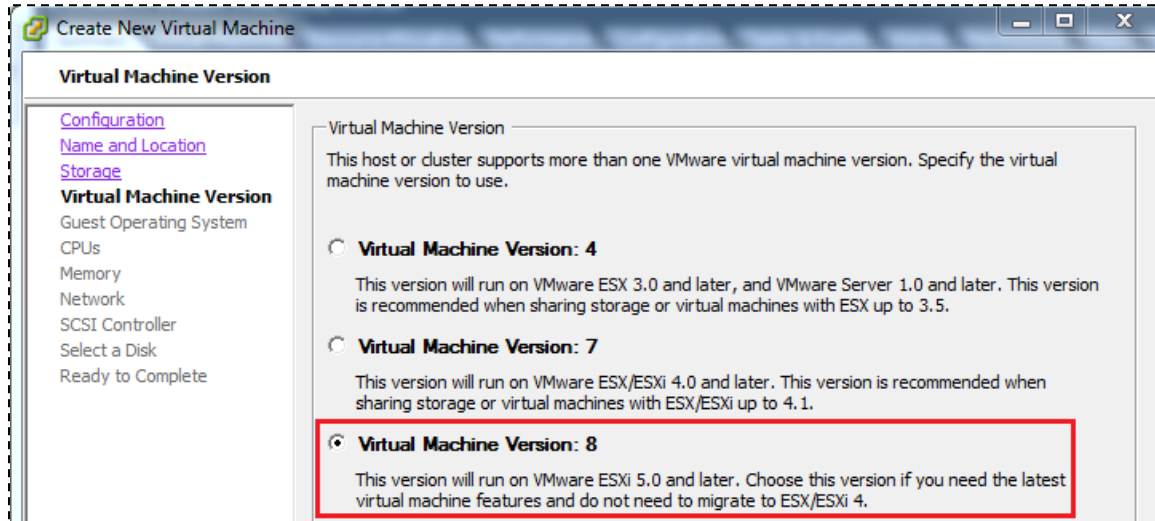 Create New Virtual Machine
Virtual Machine Version
Configuration
Name and Location
Storage
Virtual Machine Version
Guest Operating System
CPUs
Memory
Network
SCSI Controller
Select a Disk
Ready to Complete
Virtual Machine Version
This host or cluster supports more than one VMware virtual machine version. Specify the virtual
machine version to use.
Virtual Machine Version: 4
This version will run on VMware ESX 3.0 and later, and VMware Server 1.0 and later. This version
is recommended when sharing storage or virtual machines with ESX up to 3.5.
Virtual Machine Version: 7
This version will run on VMware ESX/ESXi 4.0 and later. This version is recommended when
sharing storage or virtual machines with ESX/ESXi up to 4.1.
Virtual Machine Version: 8
This version will run on VMware ESXi 5.0 and later. Choose this version if you need the latest
virtual machine features and do not need to migrate to ESX/ESXi 4.